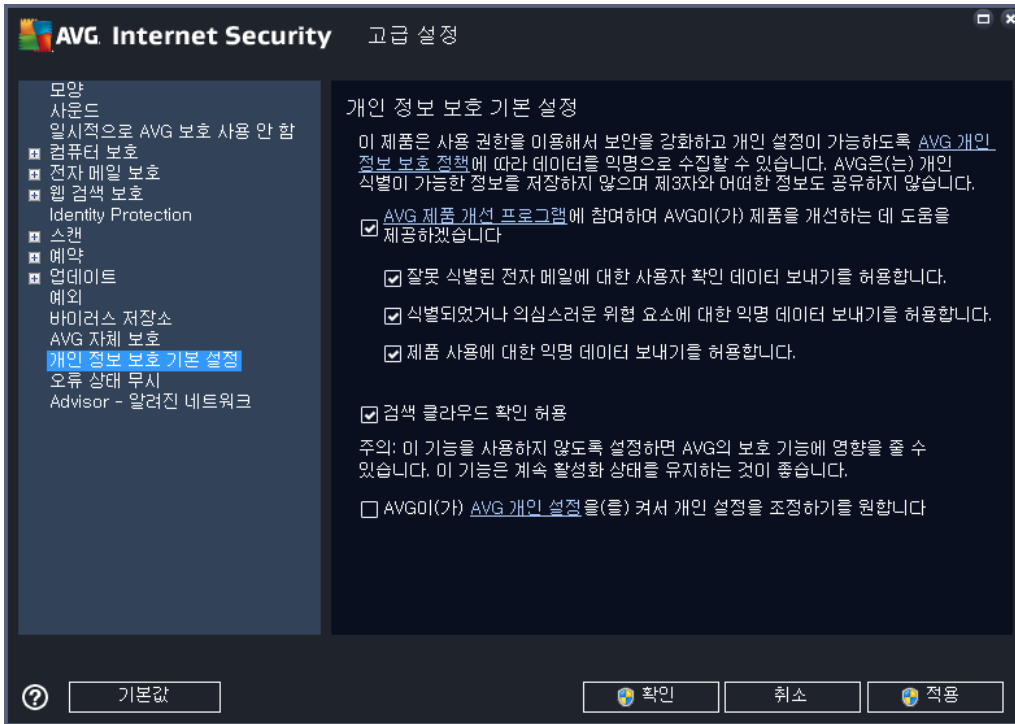 AVG Internet Security 고급 설정
모양
사운드
일시적으로 AVG 보호 사용 안 함
컴퓨터 보호
전자 메일 보호
웹 검색 보호
Identity Protection
스캔
예약
업데이트
예외
바이러스 저장소
AVG 자체 보호
개인 정보 보호 기본 설정
오류 상태 무시
Advisor - 알려진 네트워크
개인 정보 보호 기본 설정
이 제품은 사용 권한을 이용해서 보안을 강화하고 개인 설정이 가능하도록 AVG 개인
정보 보호 정책에 따라 데이터를 익명으로 수집할 수 있습니다. AVG은(는) 개인
식별이 가능한 정보를 저장하지 않으며 제3자와 어떠한 정보도 공유하지 않습니다.
AVG 제품 개선 프로그램에 참여하여 AVG이(가) 제품을 개선하는 데 도움을
제공하겠습니다
잘못 식별된 전자 메일에 대한 사용자 확인 데이터 보내기를 허용합니다.
식별되었거나 의심스러운 위협 요소에 대한 익명 데이터 보내기를 허용합니다.
제품 사용에 대한 익명 데이터 보내기를 허용합니다.
검색 클라우드 확인 허용
주의: 이 기능을 사용하지 않도록 설정하면 AVG의 보호 기능에 영향을 줄 수
있습니다. 이 기능은 계속 활성화 상태를 유지하는 것이 좋습니다.
AVG이(가) AVG 개인 설정을(를) 켜서 개인 설정을 조정하기를 원합니다
기본값
확인
취소
적용